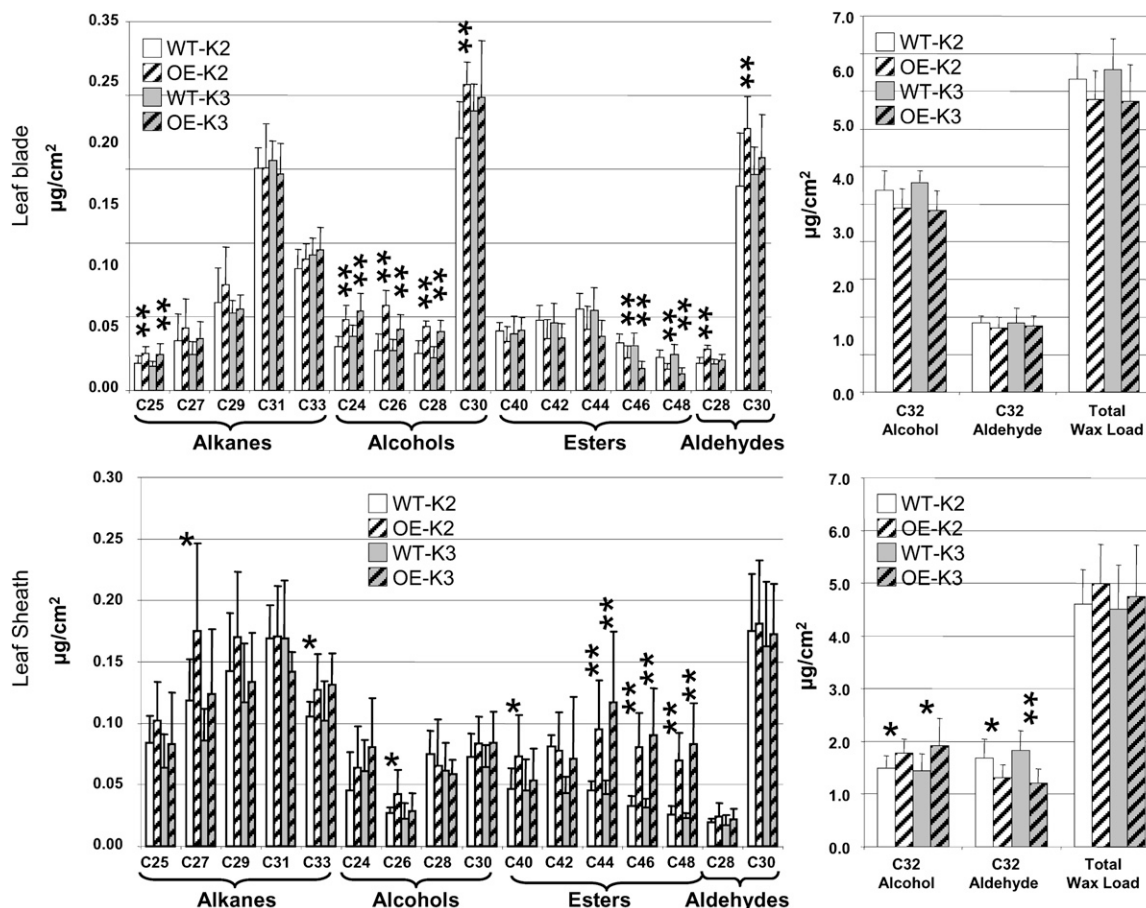 Leaf blade
µg/cm2
0.35
0.25
0.20
0.15
0.10
0.05
0.00
WT-K2
OE-K2
WT-K3
OE-K3
** ** ** ** ** ** ** ** ** ** ** ** ** ** **
C25 C27 C29 C31 C33 C24 C26 C28 C30 C40 C42 C44 C46 C48 C28 C30
Alkanes Alcohols Esters Aldehydes
µg/cm2
7.0
6.0
5.0
4.0
3.0
2.0
1.0
0.0
WT-K2
OE-K2
WT-K3
OE-K3
C32 C32 Total
Alcohol Aldehyde Wax Load
Leaf Sheath
µg/cm2
0.30
0.25
0.20
0.15
0.10
0.05
0.00
WT-K2
OE-K2
WT-K3
OE-K3
* * * * ** ** ** ** ** **
C25 C27 C29 C31 C33 C24 C26 C28 C30 C40 C42 C44 C46 C48 C28 C30
Alkanes Alcohols Esters Aldehydes
µg/cm2
7.0
6.0
5.0
4.0
3.0
2.0
1.0
0.0
WT-K2
OE-K2
WT-K3
OE-K3
* * * **
C32 C32 Total
Alcohol Aldehyde Wax Load